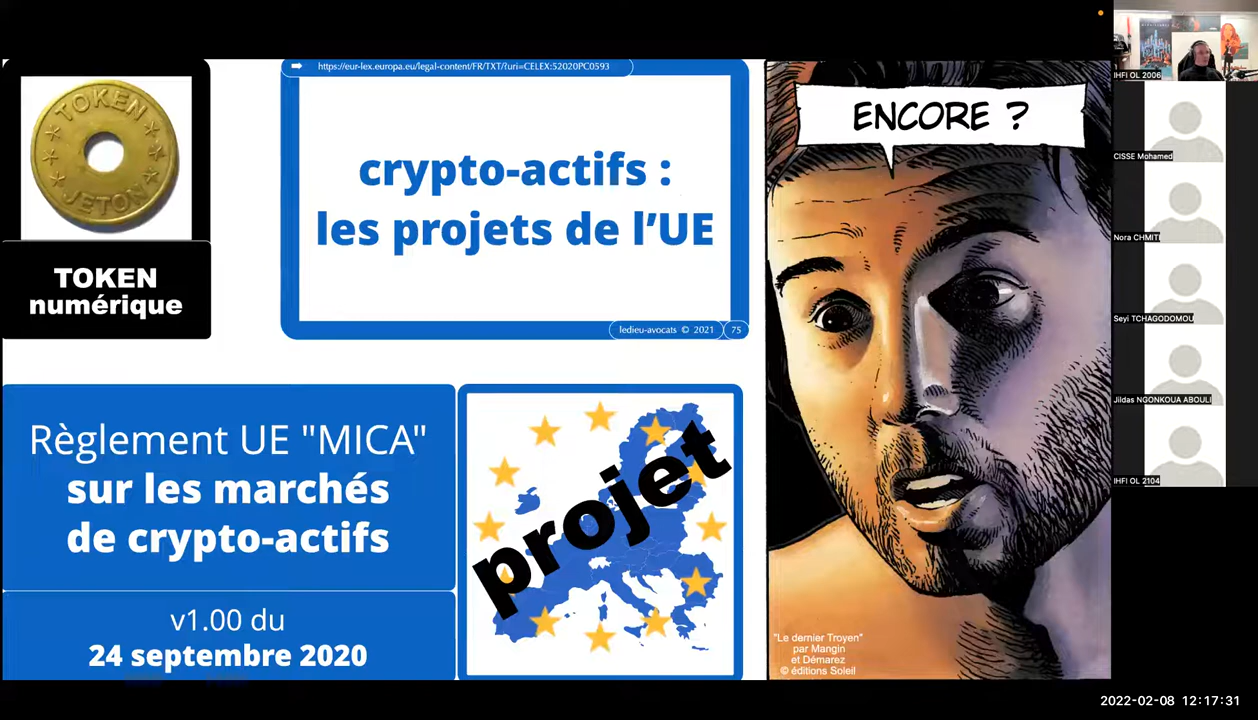 TOKEN
JETON
TOKEN
numérique
https://eur-lex.europa.eu/legal-content/FR/TXT/?uri=CELEX:52020PC0593
crypto-actifs :
les projets de l’UE
ledieu-avocats © 2021
75
Règlement UE "MICA"
sur les marchés
de crypto-actifs
v1.00 du
24 septembre 2020
projet
ENCORE ?
"Le dernier Troyen"
par Mangin
et Démarez
© éditions Soleil
IHFI OL 2006
CISSE Mohamed
Nora CHMITI
Seyi TCHAGODOMOU
Jildas NGONKOUA ABOULI
IHFI OL 2104
2022-02-08 12:17:31